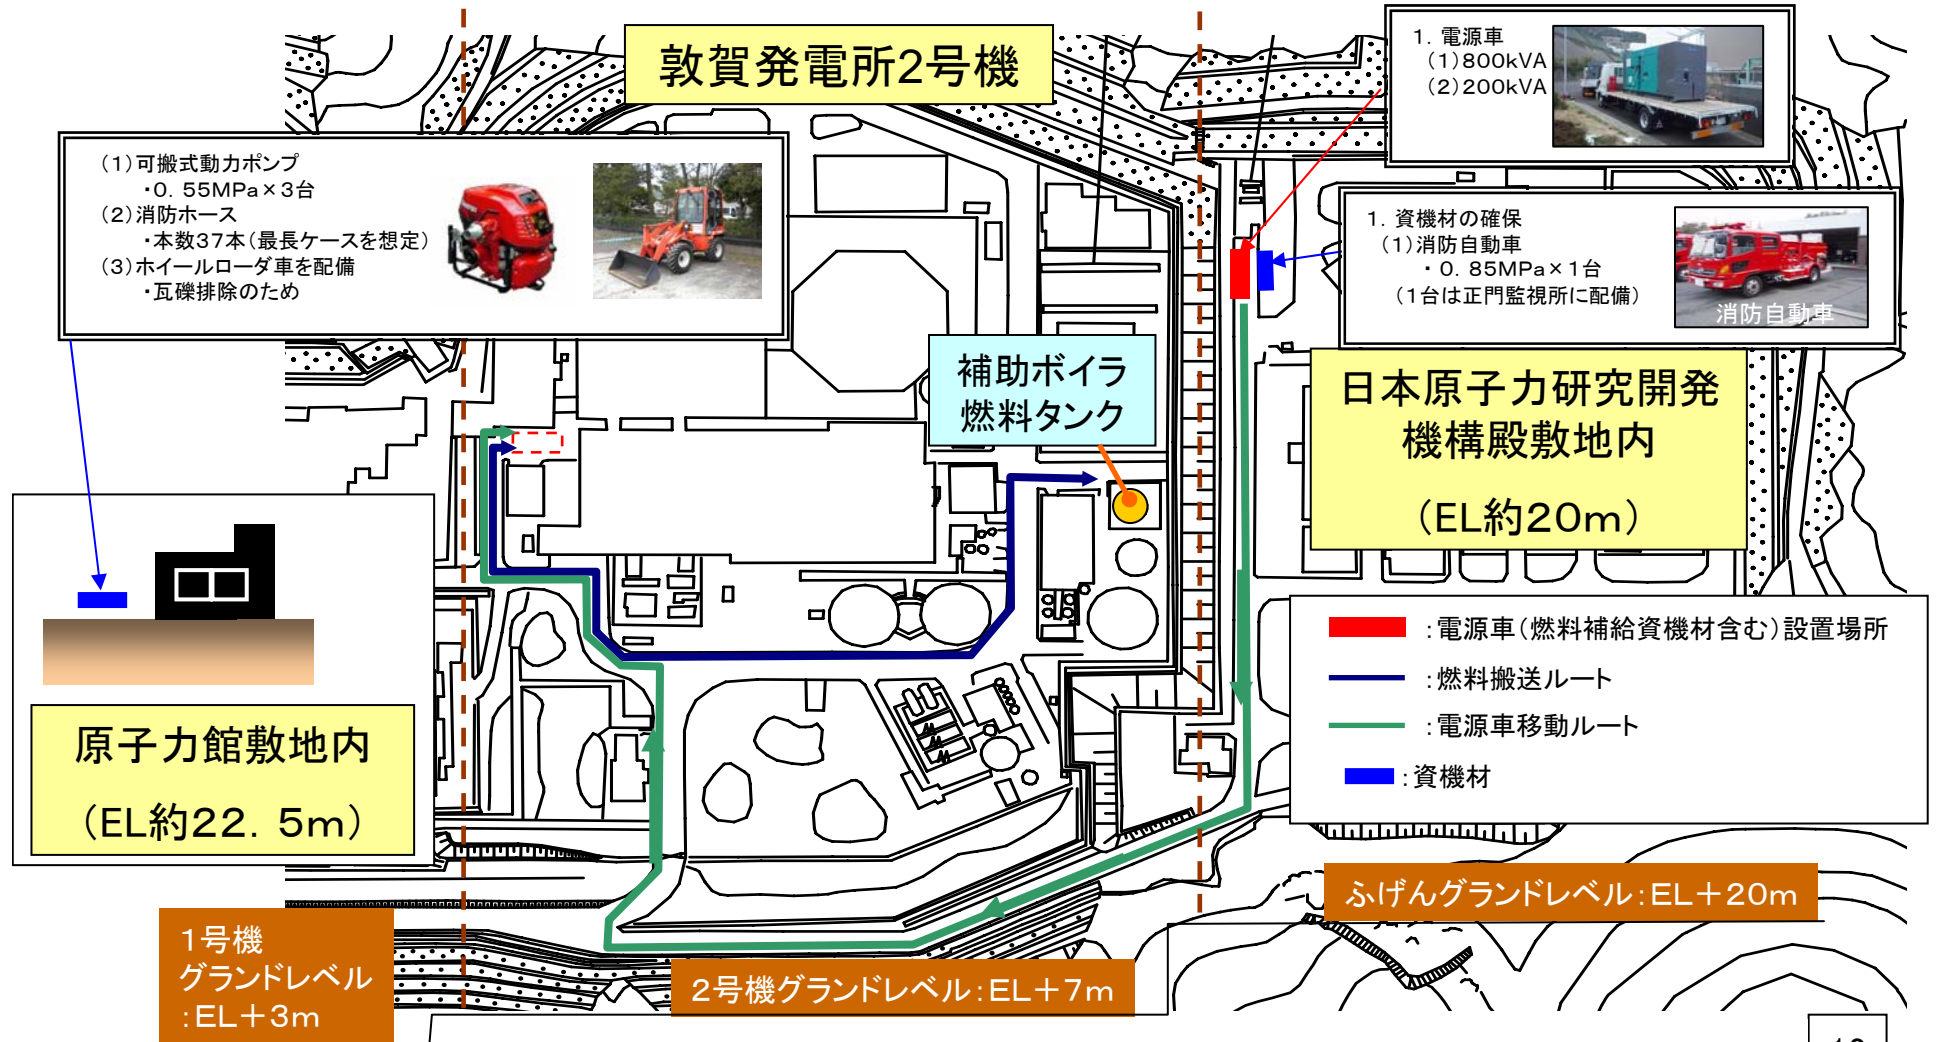 敦賀発電所2号機
1. 電源車
(1)800kVA
(2)200kVA
(1)可搬式動力ポンプ
・0. 55MPa×3台
(2)消防ホース
・本数37本(最長ケースを想定)
(3)ホイールローダ車を配備
・瓦礫排除のため
1. 資機材の確保
(1)消防自動車
・0. 85MPa×1台
(1台は正門監視所に配備)
消防自動車
補助ボイラ
燃料タンク
日本原子力研究開発
機構殿敷地内
(EL約20m)
:電源車(燃料補給資機材含む)設置場所
:燃料搬送ルート
:電源車移動ルート
:資機材
原子力館敷地内
(EL約22. 5m)
ふげんグランドレベル:EL+20m
1号機
グランドレベル
:EL+3m
2号機グランドレベル:EL+7m